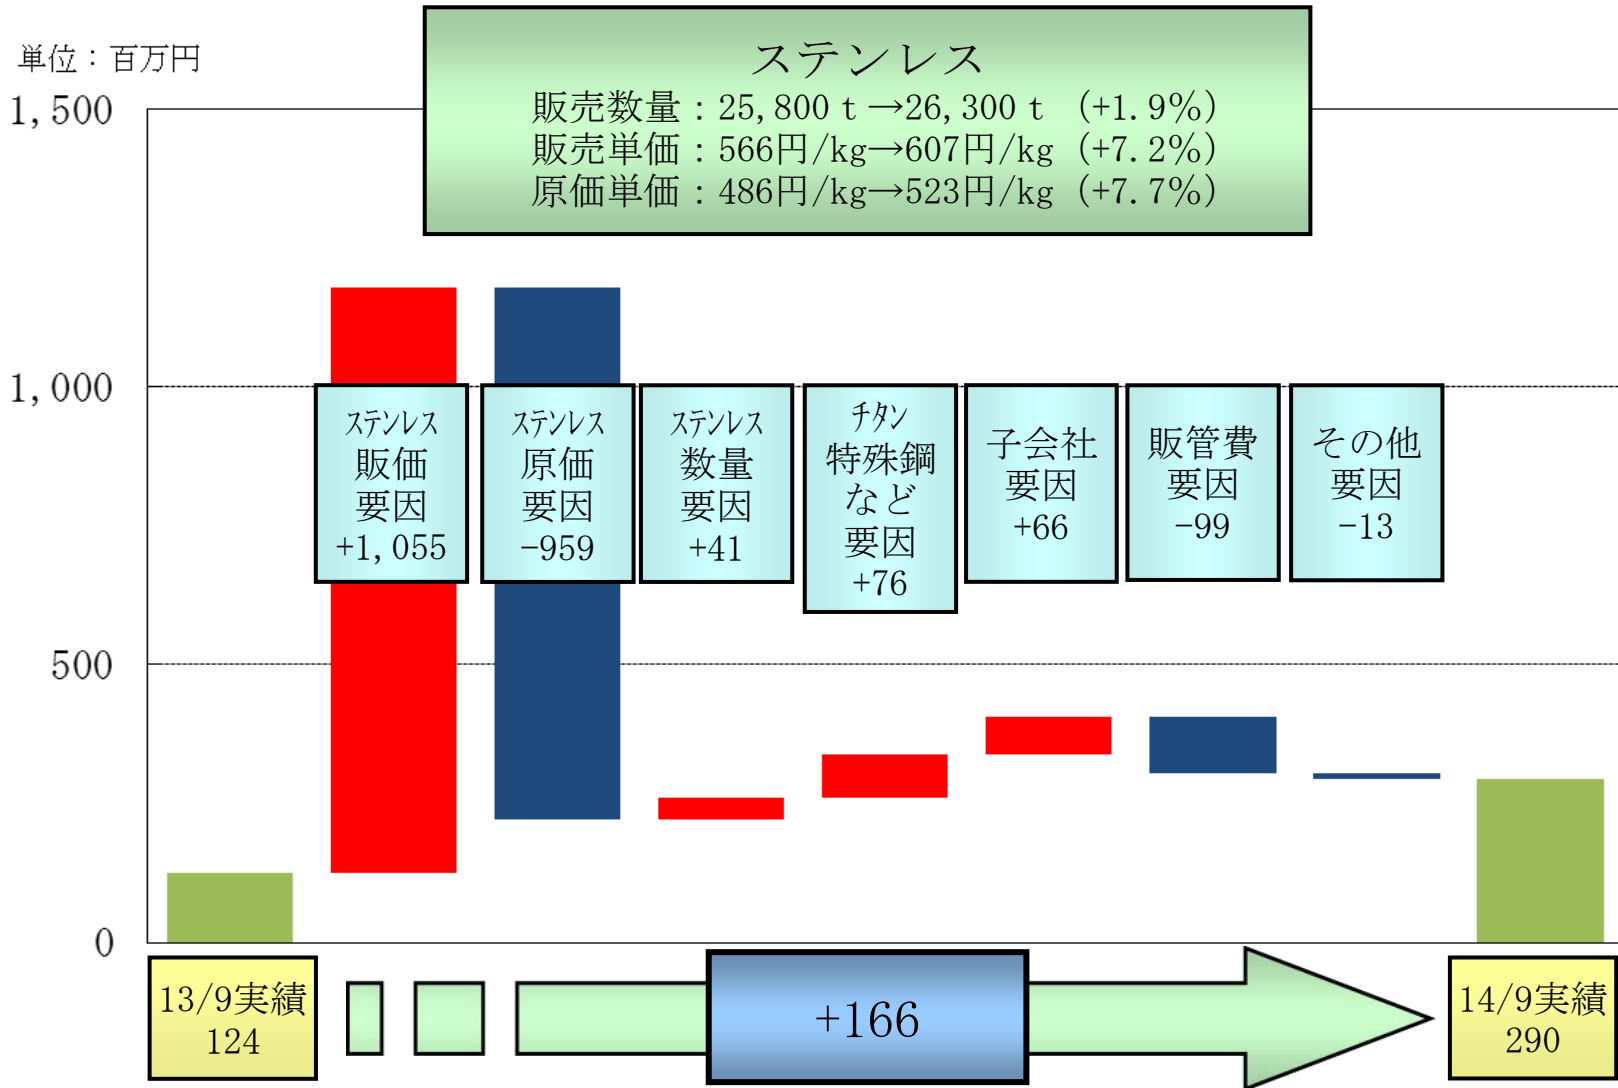 単位：百万円
ステンレス
販売数量：25,800ｔ→26,300ｔ（+1.9％）
販売単価：566円/kg→607円/kg（+7.2％）
原価単価：486円/kg→523円/kg（+7.7％）
1,500
1,000
500
0
ｽﾃﾝﾚｽ
販価
要因
+1,055
ｽﾃﾝﾚｽ
原価
要因
-959
ｽﾃﾝﾚｽ
数量
要因
+41
ﾁﾀﾝ
特殊鋼
など
要因
+76
子会社
要因
+66
販管費
要因
-99
その他
要因
-13
13/9実績
124
+166
14/9実績
290